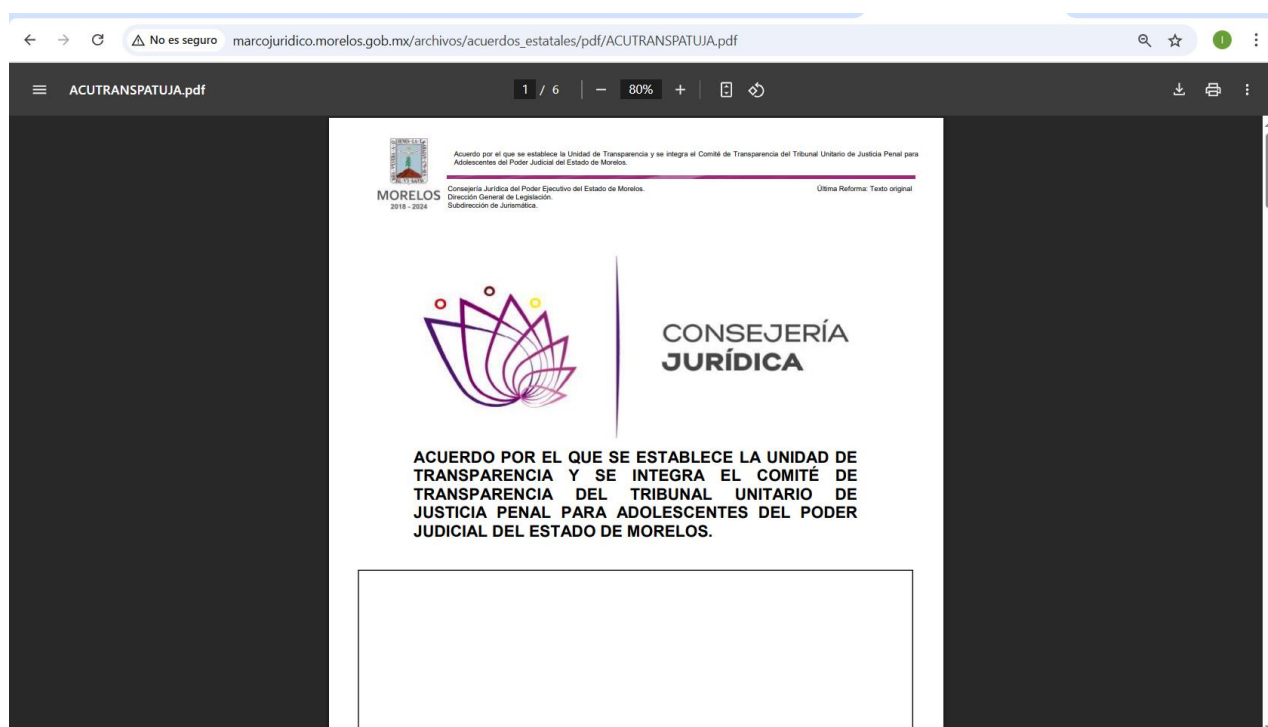 No es seguro
marcojuridico.morelos.gob.mx/archivos/acuerdos_estatales/pdf/ACUTRANSPATUJA.pdf
I
ACUTRANSPATUJA.pdf
1 / 6
80%
Acuerdo por el que se establece la Unidad de Transparencia y se integra el Comité de Transparencia del Tribunal Unitario de Justicia Penal para
Adolescentes del Poder Judicial del Estado de Morelos.
MORELOS
2018 - 2024
Consejería Jurídica del Poder Ejecutivo del Estado de Morelos.
Última Reforma: Texto original
Dirección General de Legislación.
Subdirección de Jurismática.
CONSEJERÍA
JURÍDICA
ACUERDO POR EL QUE SE ESTABLECE LA UNIDAD DE
TRANSPARENCIA Y SE INTEGRA EL COMITÉ DE
TRANSPARENCIA DEL TRIBUNAL UNITARIO DE
JUSTICIA PENAL PARA ADOLESCENTES DEL PODER
JUDICIAL DEL ESTADO DE MORELOS.